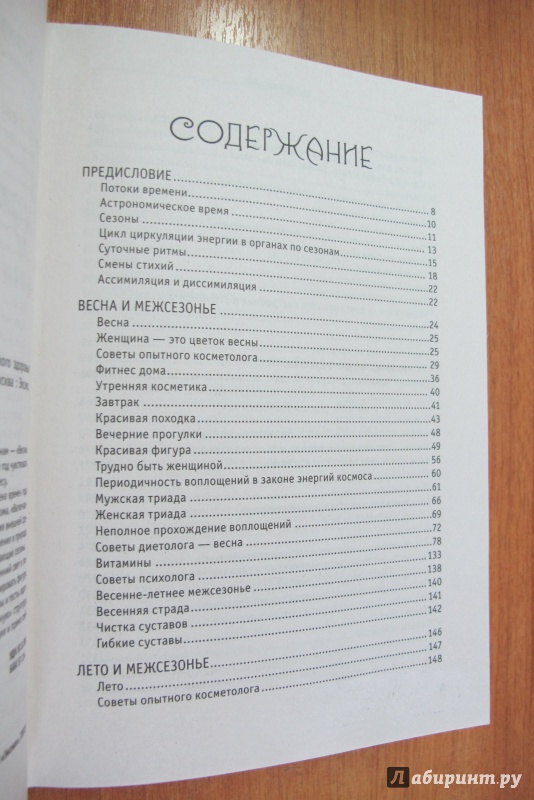 СОДЕРЖАНИЕ
ПРЕДИСЛОВИЕ 8
Потоки времени 10
Астрономическое время 11
Сезоны 13
Цикл циркуляции энергии в органах по сезонам 15
Суточные ритмы 18
Смены стихий 22
Ассимиляция и диссимиляция 22
ВЕСНА И МЕЖСЕЗОНЬЕ 24
Весна 25
Женщина — это цветок весны 25
Советы опытного косметолога 29
Фитнес дома 36
Утренняя косметика 40
Завтрак 41
Красивая походка 43
Вечерние прогулки 48
Красивая фигура 49
Трудно быть женщиной 56
Периодичность воплощений в законе энергий космоса 60
Мужская триада 61
Женская триада 66
Неполное прохождение воплощений 69
Советы диетолога — весна 72
Витамины 78
Советы психолога 133
Весенне-летнее межсезонье 138
Весенняя страда 140
Чистка суставов 141
Гибкие суставы 142
ЛЕТО И МЕЖСЕЗОНЬЕ 146
Лето 147
Советы опытного косметолога 148
Лабиринт.ру